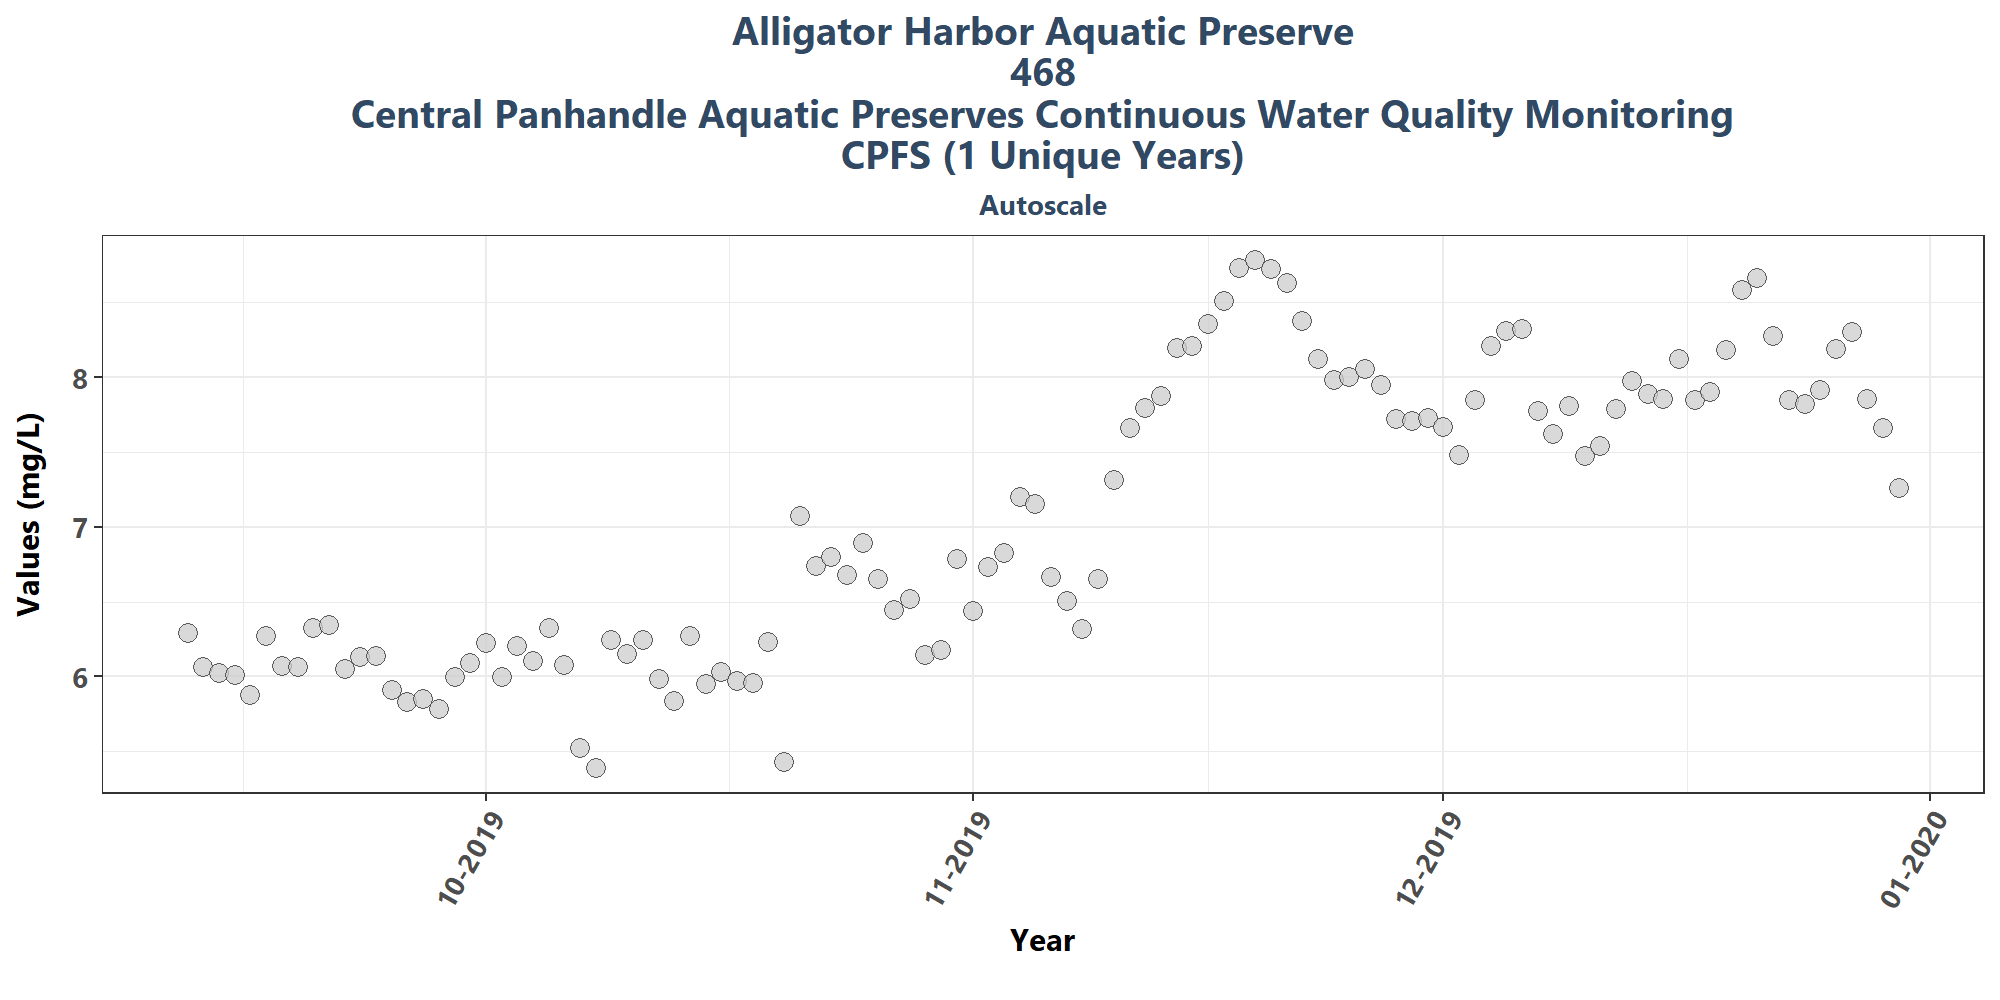 Alligator Harbor Aquatic Preserve
468
Central Panhandle Aquatic Preserves Continuous Water Quality Monitoring
CPFS (1 Unique Years)
Autoscale
Values (mg/L)
8
7
6
10-2019
11-2019
12-2019
01-2020
Year